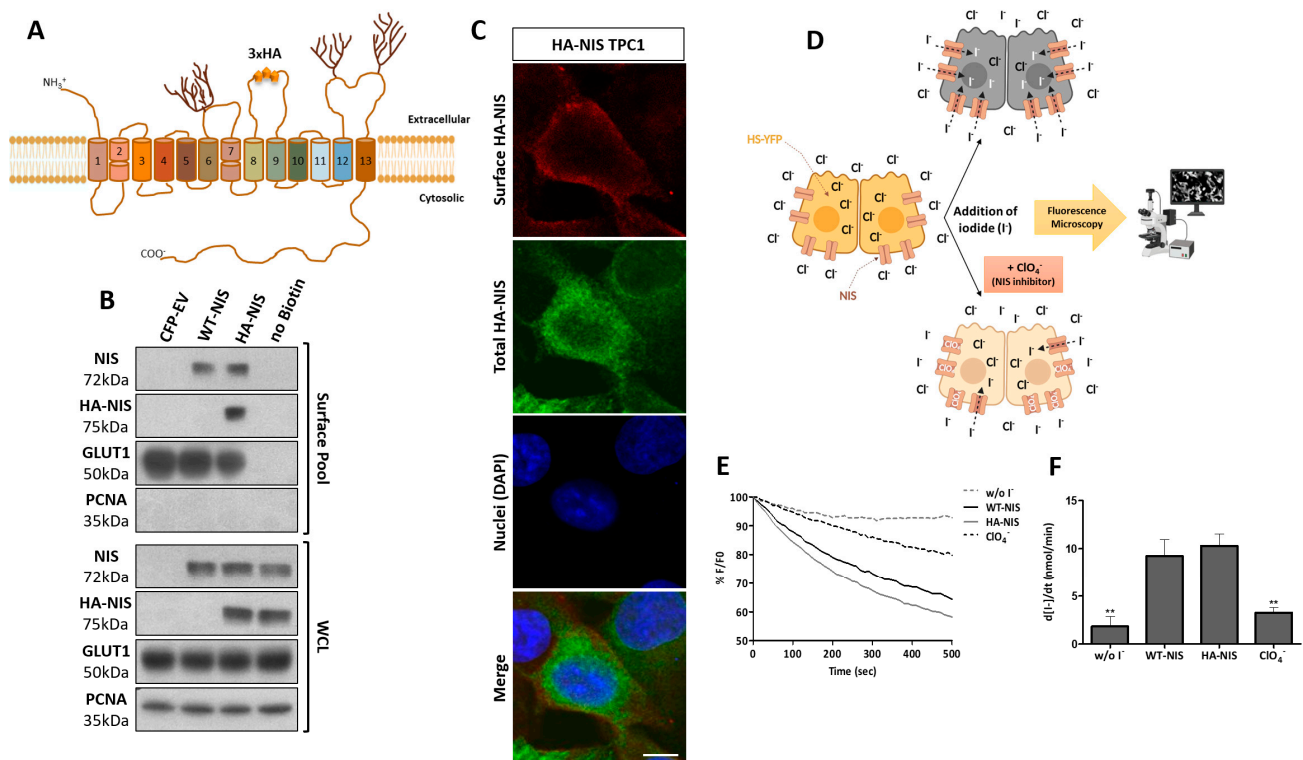 A
3xHA
NH₃⁺
Extracellular
1 2 3 4 5 6 7 8 9 10 11 12 13
Cytosolic
COO⁻
B
CFP-EV WT-NIS HA-NIS no Biotin
NIS
72kDa
HA-NIS
75kDa
GLUT1
50kDa
PCNA
35kDa
Surface Pool
NIS
72kDa
HA-NIS
75kDa
GLUT1
50kDa
PCNA
35kDa
WCL
C
HA-NIS TPC1
Surface HA-NIS
Total HA-NIS
Nuclei (DAPI)
Merge
D
HS-YFP
NIS
Cl⁻
I⁻
Addition of
iodide (I⁻)
Fluorescence
Microscopy
+ ClO₄⁻
(NIS inhibitor)
ClO₄⁻
E
% F/F0
100
90
80
70
60
50
0 100 200 300 400 500
Time (sec)
w/o I⁻
WT-NIS
HA-NIS
ClO₄⁻
F
d[I-]/dt (nmol/min)
15
10
5
0
** **
w/o I⁻ WT-NIS HA-NIS ClO₄⁻